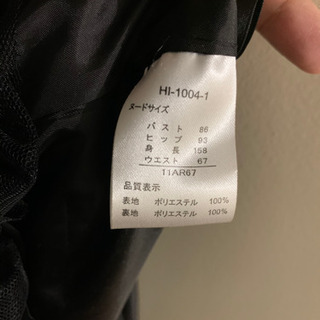 HI-1004-1
ヌードサイズ
バスト 86
ヒップ 93
身長 158
ウエスト 67
11AR67
品質表示
表地 ポリエステル 100%
裏地 ポリエステル 100%